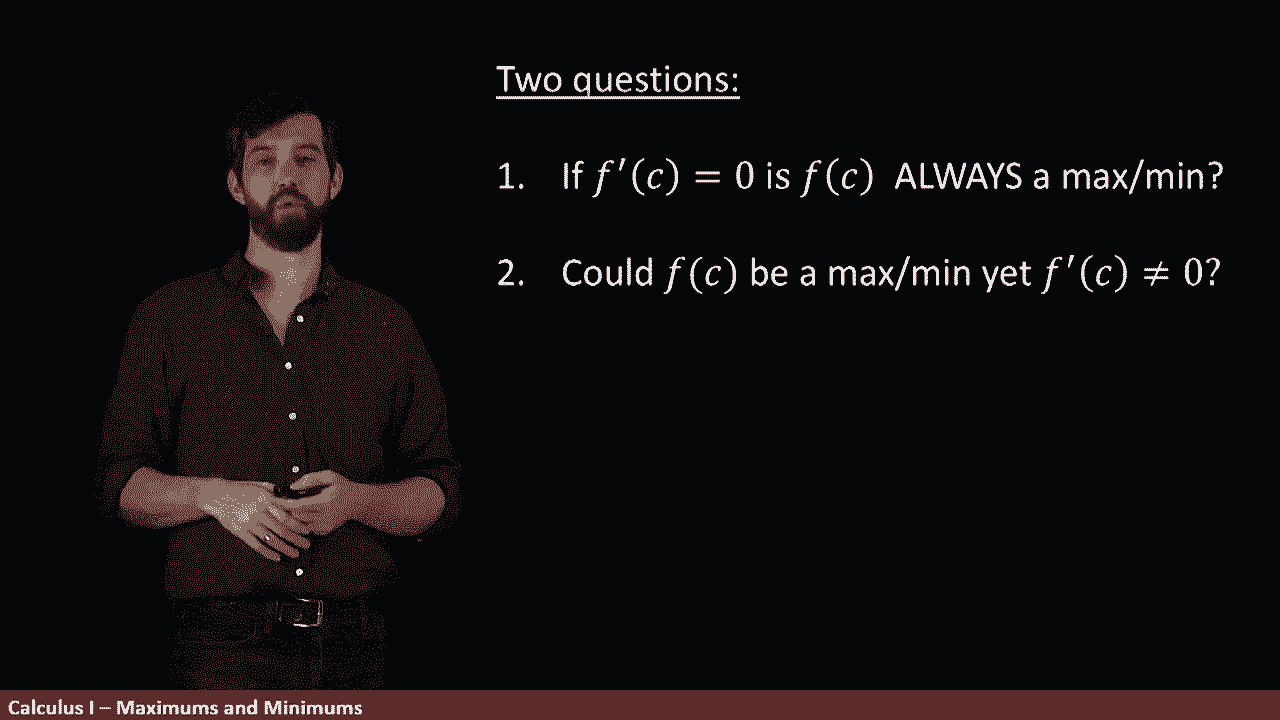 Two questions:
1. If f′(c) = 0 is f(c) ALWAYS a max/min?
2. Could f(c) be a max/min yet f′(c) ≠ 0?
Calculus I – Maximums and Minimums